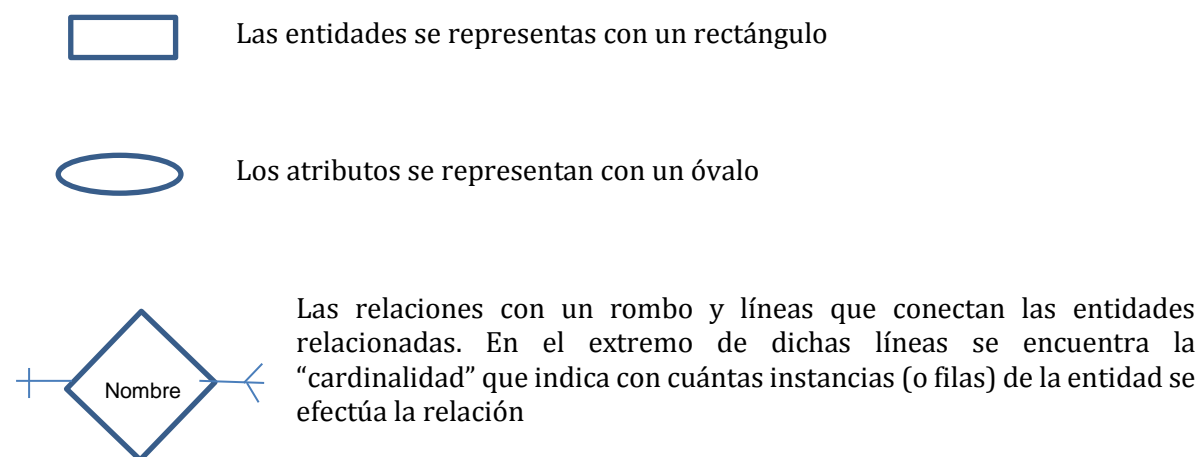 Las entidades se representas con un rectángulo
Los atributos se representan con un óvalo
Las relaciones con un rombo y líneas que conectan las entidades
relacionadas. En el extremo de dichas líneas se encuentra la
“cardinalidad” que indica con cuántas instancias (o filas) de la entidad se
efectúa la relación
Nombre